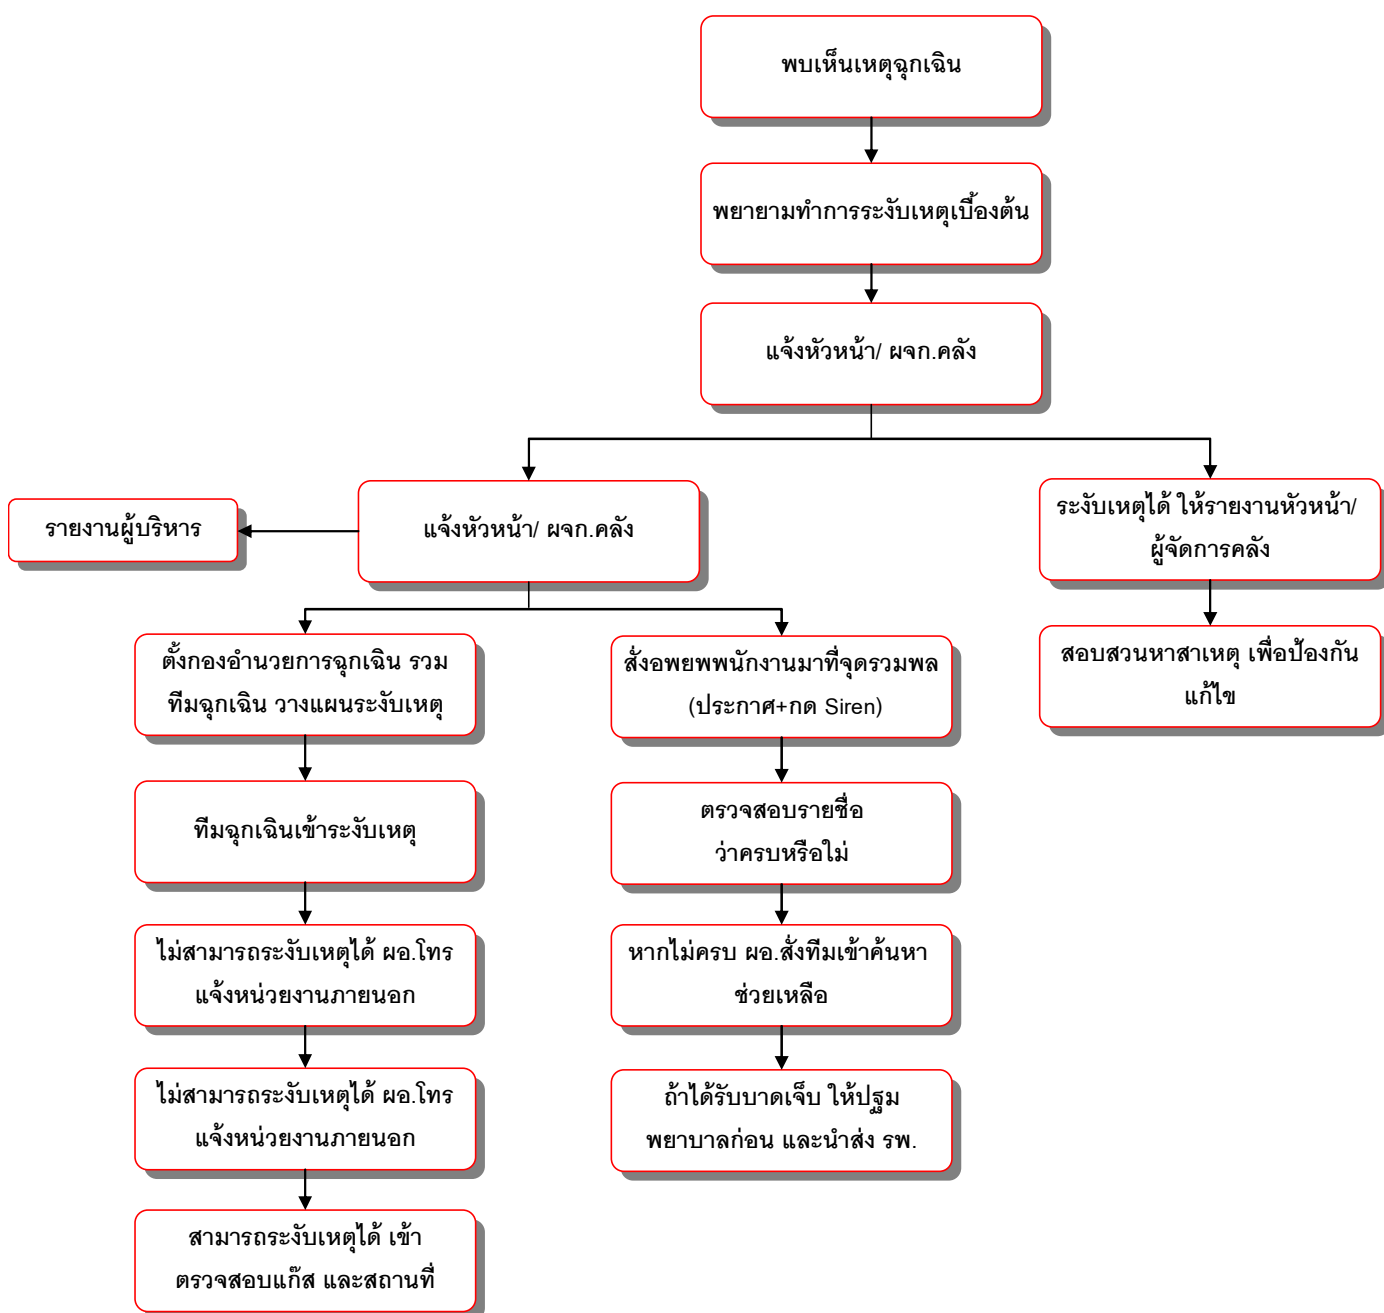 พบเห็นเหตุฉุกเฉิน
พยายามทำการระงับเหตุเบื้องต้น
แจ้งหัวหน้า/ ผจก.คลัง
รายงานผู้บริหาร
แจ้งหัวหน้า/ ผจก.คลัง
ระงับเหตุได้ ให้รายงานหัวหน้า/
ผู้จัดการคลัง
ตั้งกองอำนวยการฉุกเฉิน รวม
ทีมฉุกเฉิน วางแผนระงับเหตุ
สั่งอพยพพนักงานมาที่จุดรวมพล
(ประกาศ+กด Siren)
สอบสวนหาสาเหตุ เพื่อป้องกัน
แก้ไข
ทีมฉุกเฉินเข้าระงับเหตุ
ตรวจสอบรายชื่อ
ว่าครบหรือไม่
ไม่สามารถระงับเหตุได้ ผอ.โทร
แจ้งหน่วยงานภายนอก
หากไม่ครบ ผอ.สั่งทีมเข้าค้นหา
ช่วยเหลือ
ไม่สามารถระงับเหตุได้ ผอ.โทร
แจ้งหน่วยงานภายนอก
ถ้าได้รับบาดเจ็บ ให้ปฐม
พยาบาลก่อน และนำส่ง รพ.
สามารถระงับเหตุได้ เข้า
ตรวจสอบแก๊ส และสถานที่